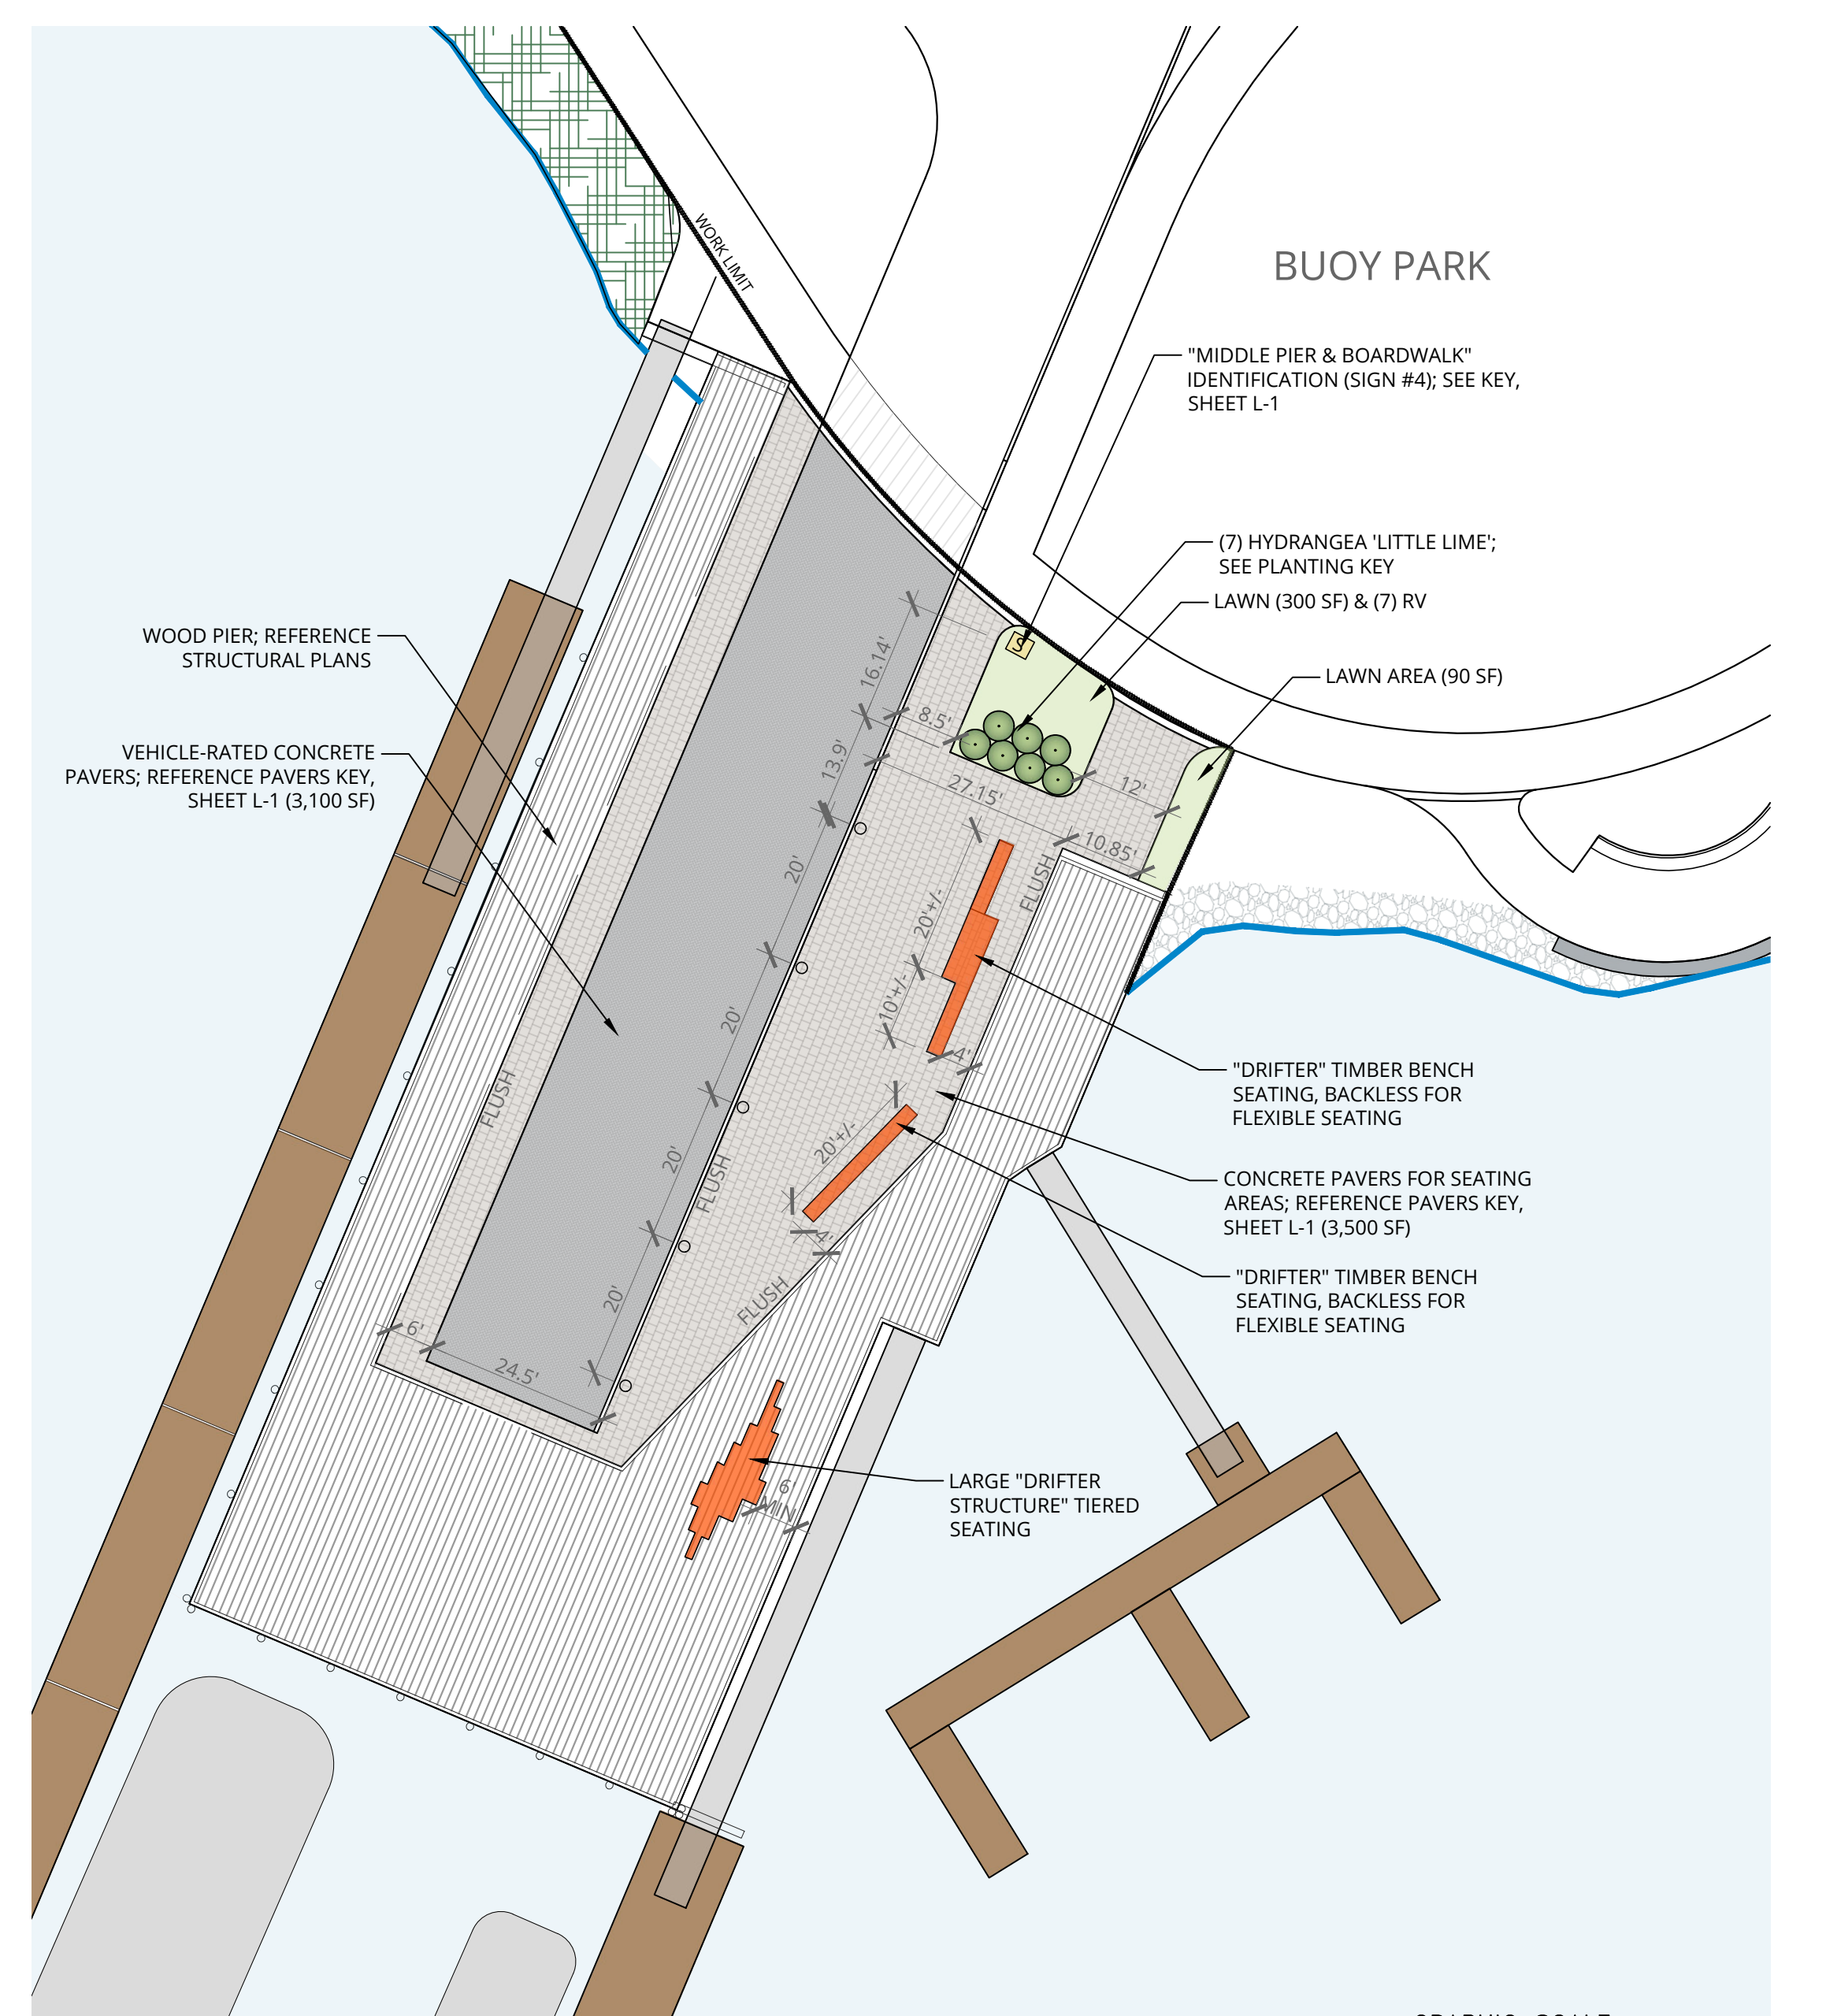 WORK LIMIT
BUOY PARK
"MIDDLE PIER & BOARDWALK"
IDENTIFICATION (SIGN #4); SEE KEY,
SHEET L-1
(7) HYDRANGEA 'LITTLE LIME';
SEE PLANTING KEY
LAWN (300 SF) & (7) RV
LAWN AREA (90 SF)
WOOD PIER; REFERENCE
STRUCTURAL PLANS
VEHICLE-RATED CONCRETE
PAVERS; REFERENCE PAVERS KEY,
SHEET L-1 (3,100 SF)
S
16.14'
8.5'
13.9'
27.15'
12'
10.85'
FLUSH
20'
20'+/-
10'+/-
4'
20'
FLUSH
20'+/-
20'
FLUSH
4'
20'
FLUSH
6'
24.5'
6'
MIN
"DRIFTER" TIMBER BENCH
SEATING, BACKLESS FOR
FLEXIBLE SEATING
CONCRETE PAVERS FOR SEATING
AREAS; REFERENCE PAVERS KEY,
SHEET L-1 (3,500 SF)
"DRIFTER" TIMBER BENCH
SEATING, BACKLESS FOR
FLEXIBLE SEATING
LARGE "DRIFTER
STRUCTURE" TIERED
SEATING